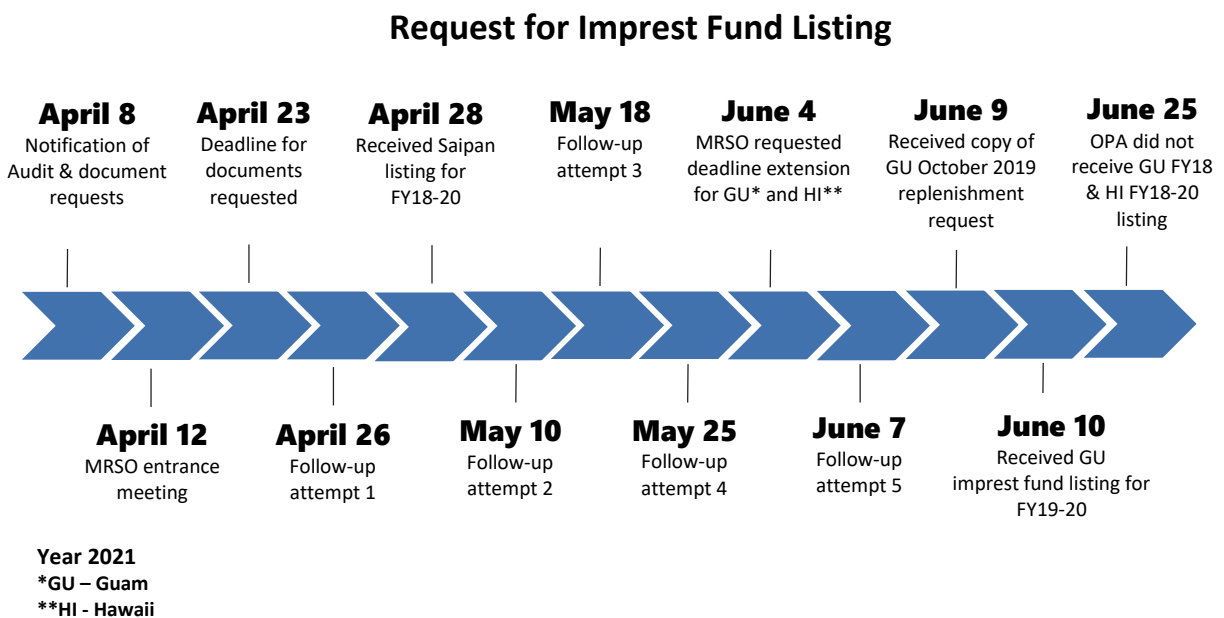 Request for Imprest Fund Listing
April 8
Notification of
Audit & document
requests
April 23
Deadline for
documents
requested
April 28
Received Saipan
listing for
FY18-20
May 18
Follow-up
attempt 3
June 4
MRSO requested
deadline extension
for GU* and HI**
June 9
Received copy of
GU October 2019
replenishment
request
June 25
OPA did not
receive GU FY18
& HI FY18-20
listing
April 12
MRSO entrance
meeting
April 26
Follow-up
attempt 1
May 10
Follow-up
attempt 2
May 25
Follow-up
attempt 4
June 7
Follow-up
attempt 5
June 10
Received GU
imprest fund listing for
FY19-20
Year 2021
*GU – Guam
**HI - Hawaii